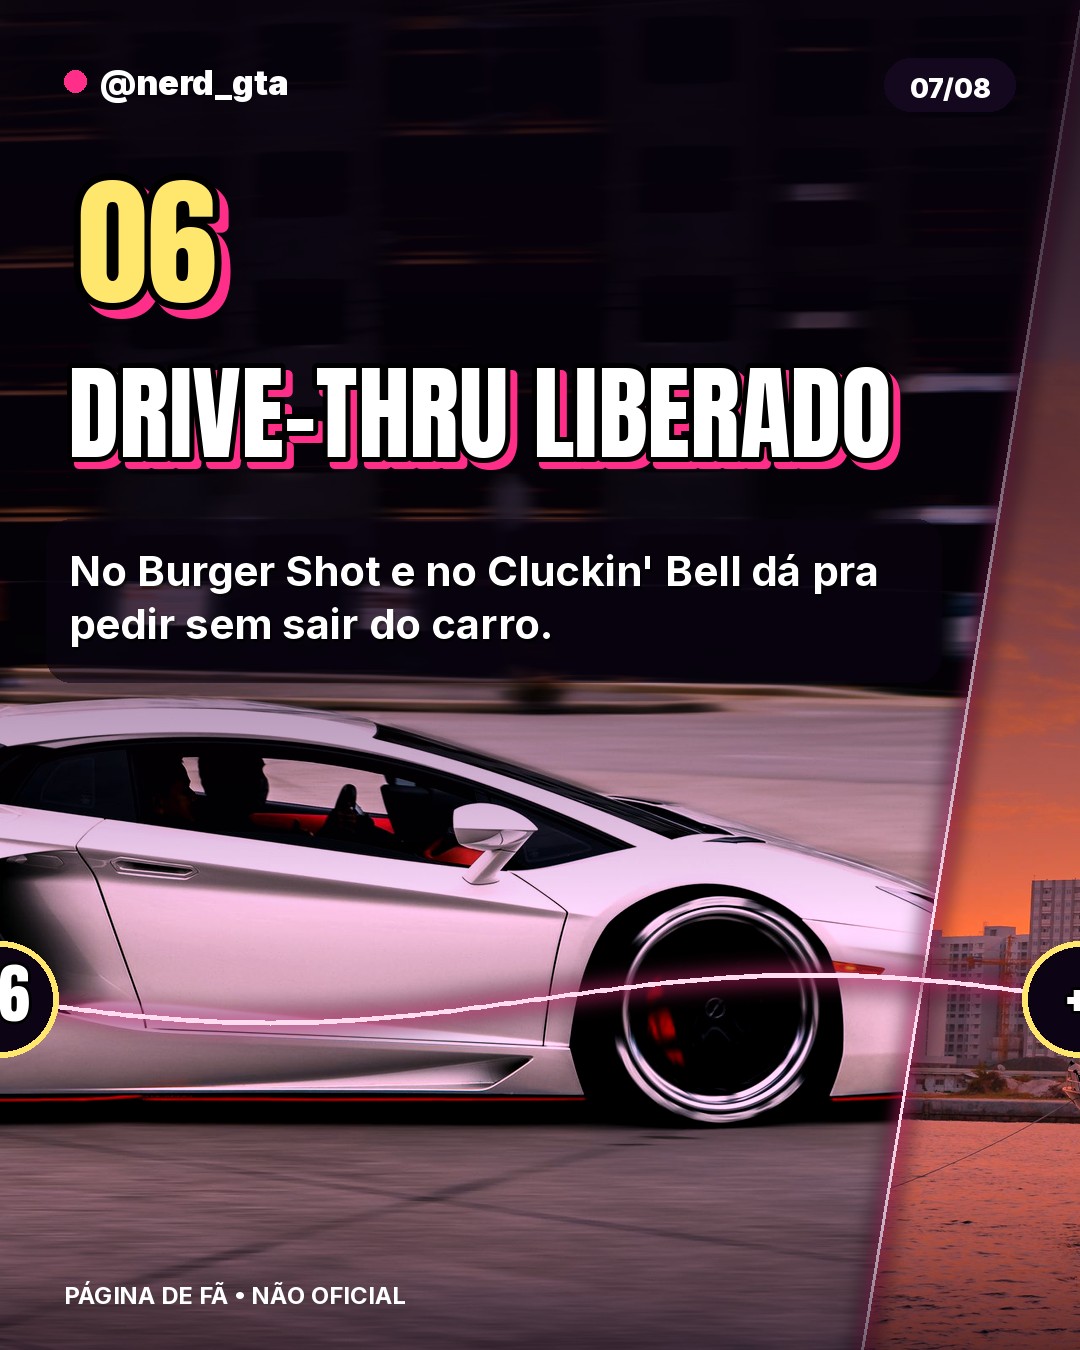 @nerd_gta
07/08
06
DRIVE-THRU LIBERADO
No Burger Shot e no Cluckin' Bell dá pra
pedir sem sair do carro.
6
+
PÁGINA DE FÃ • NÃO OFICIAL